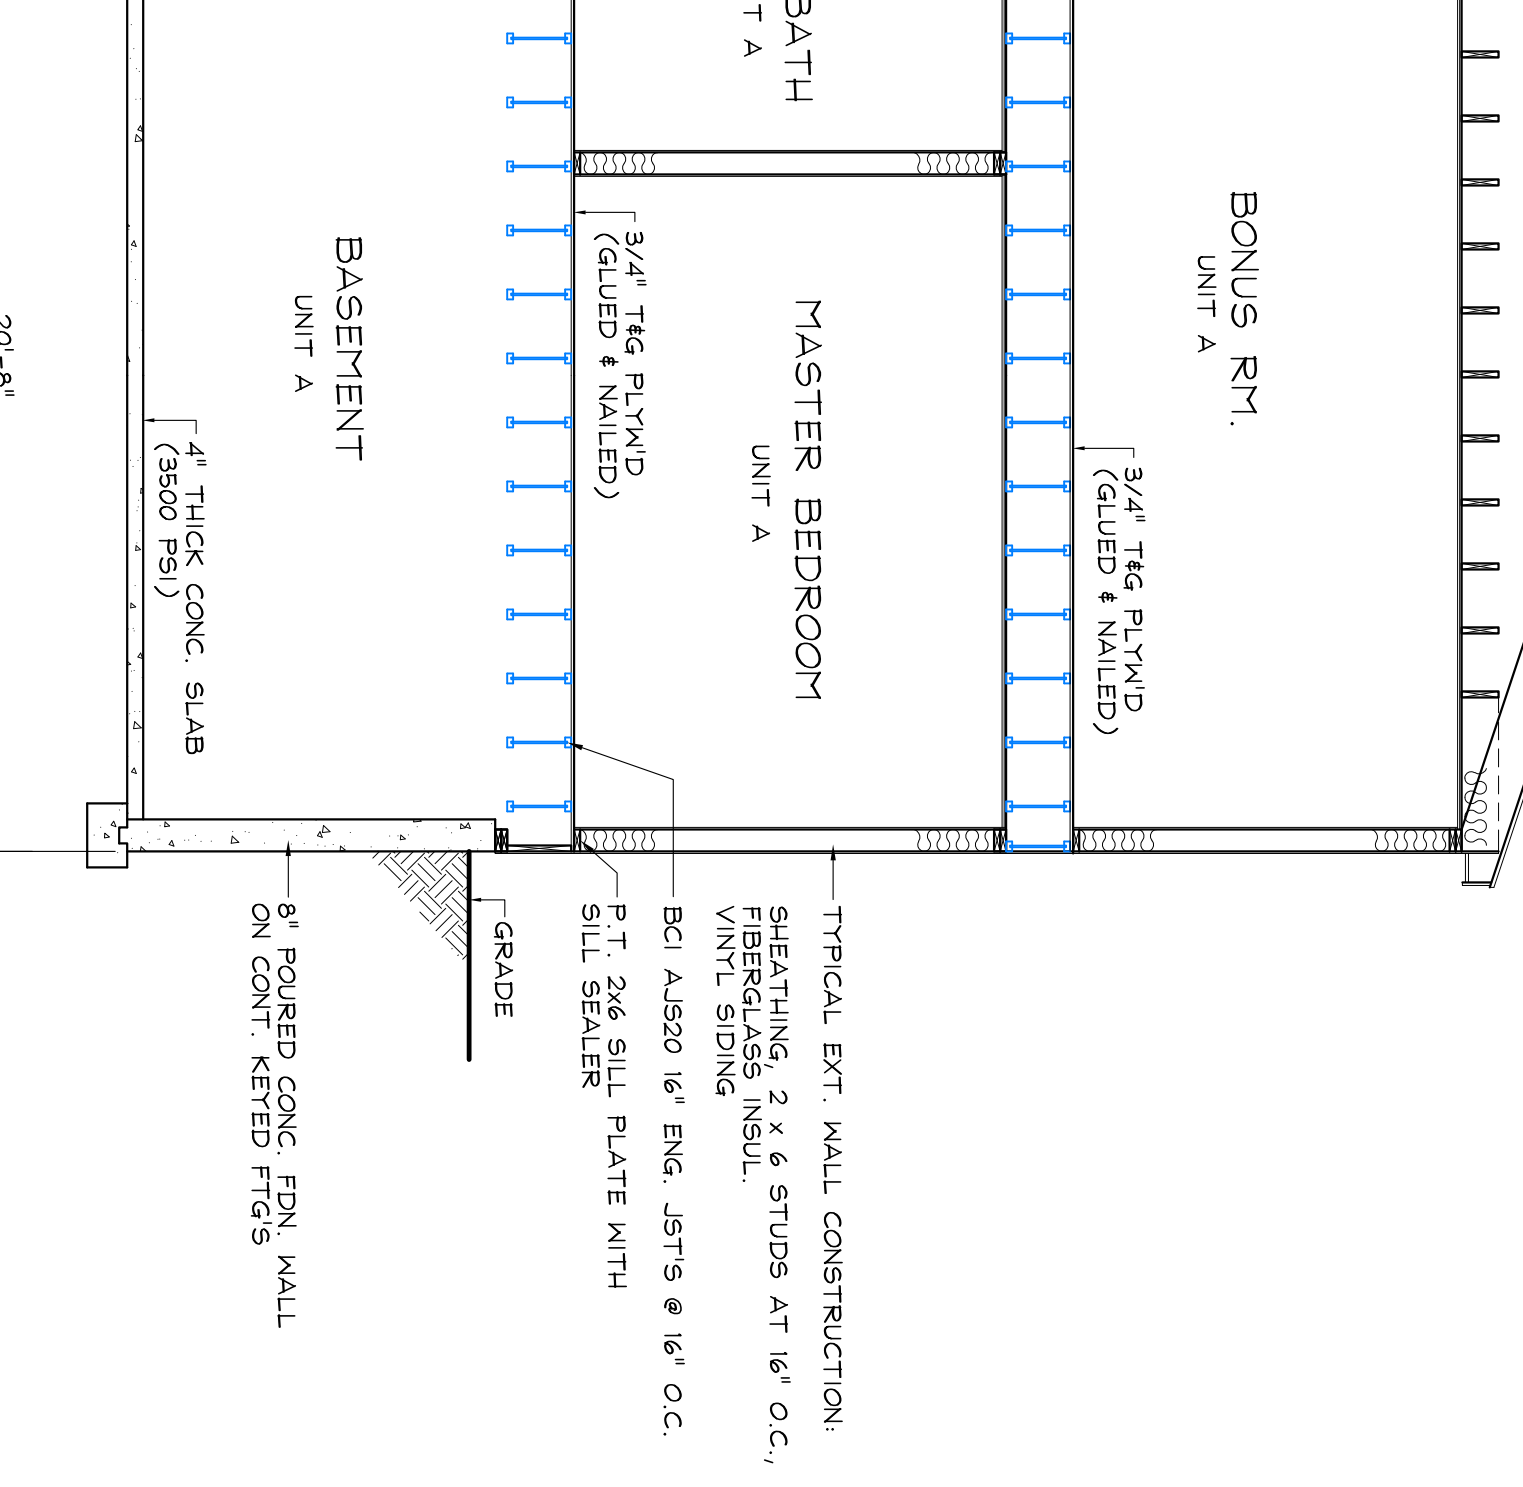 BONUS RM.
UNIT A
3/4" T&G PLYW'D
(GLUED & NAILED)
BATH
T A
MASTER BEDROOM
UNIT A
3/4" T&G PLYW'D
(GLUED & NAILED)
TYPICAL EXT. WALL CONSTRUCTION:
SHEATHING, 2 x 6 STUDS AT 16" O.C.,
FIBERGLASS INSUL.
VINYL SIDING
BCI AJS20 16" ENG. JST'S @ 16" O.C.
P.T. 2x6 SILL PLATE WITH
SILL SEALER
GRADE
BASEMENT
UNIT A
8" POURED CONC. FDN. WALL
ON CONT. KEYED FTG'S
4" THICK CONC. SLAB
(3500 PSI)
20'-8"